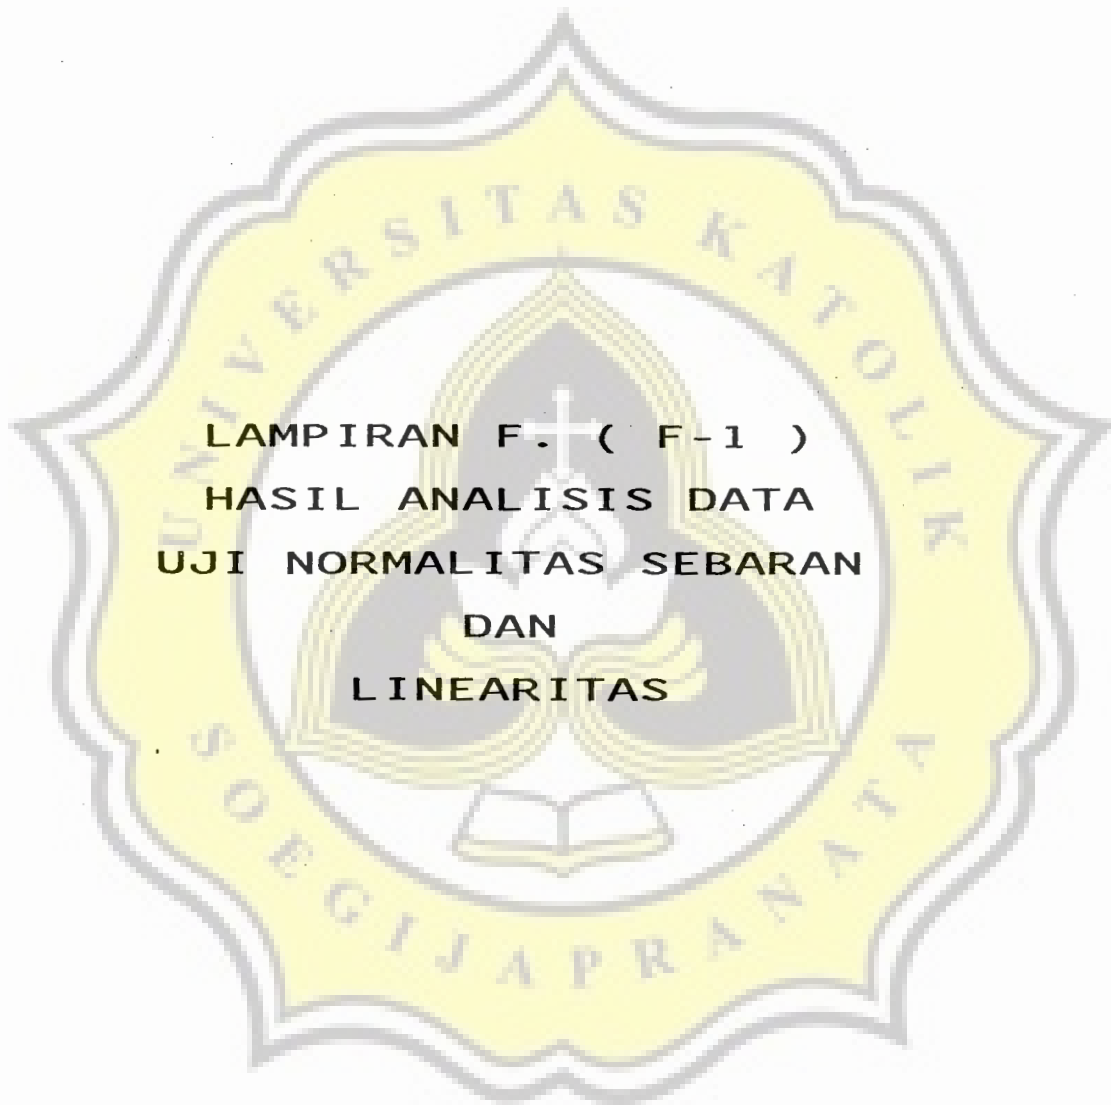 UNIVERSITAS KATOLIK
LAMPIRAN F. ( F-1 )
HASIL ANALISIS DATA
UJI NORMALITAS SEBARAN
DAN
LINEARITAS
SOEGIJAPRANATA